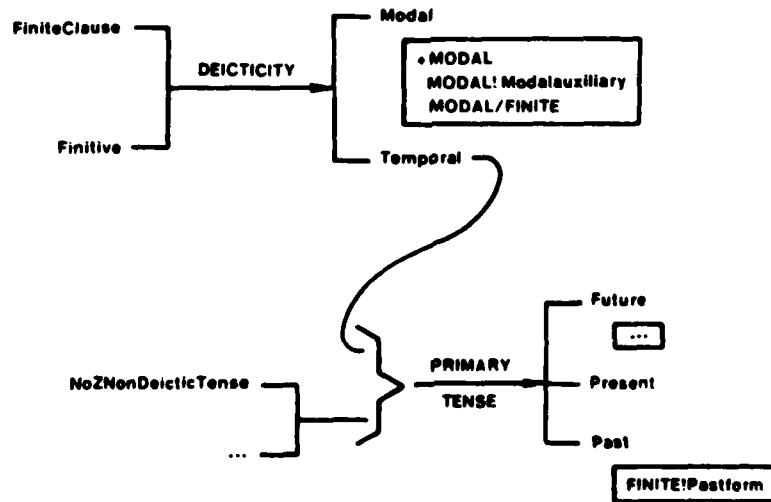 FiniteClause
Finitive
DEICTICITY
Modal
+MODAL
MODAL!Modalauxiliary
MODAL/FINITE
Temporal
NoZNonDeicticTense
...
PRIMARY
TENSE
Future
...
Present
Past
FINITE!Pastform